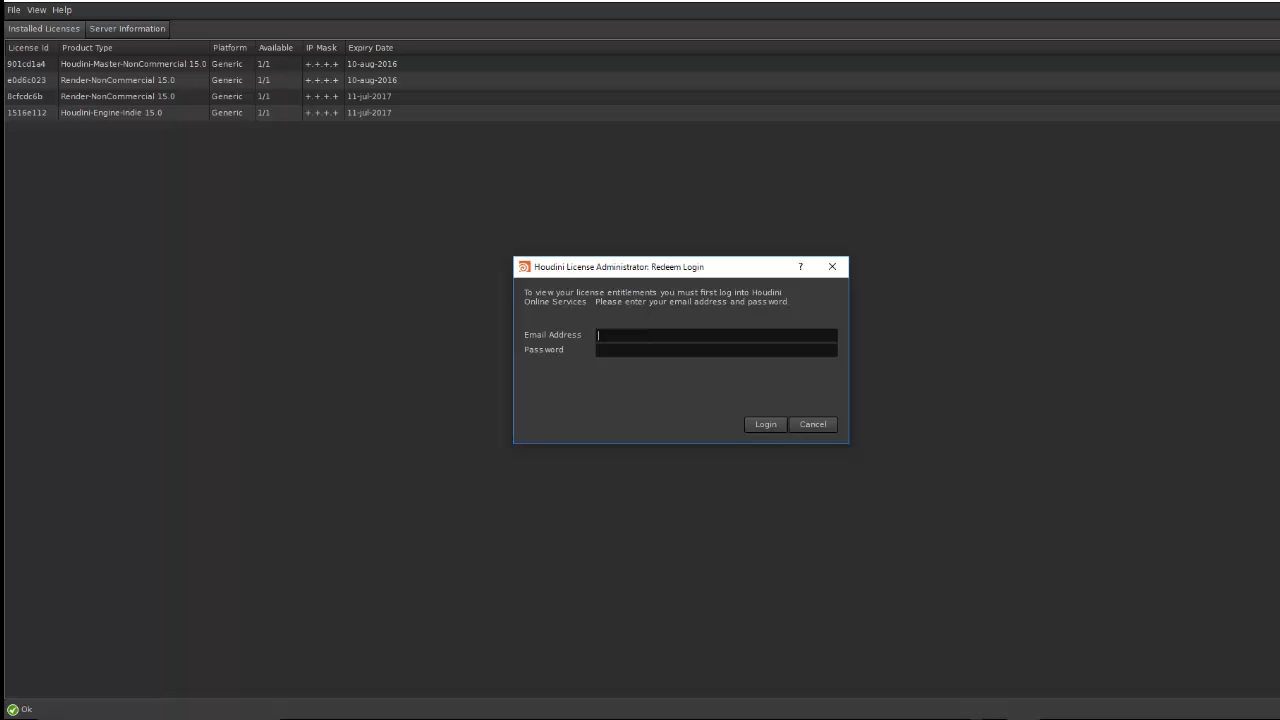 File View Help
Installed Licenses Server Information
License Id Product Type Platform Available IP Mask Expiry Date
901cd1a4 Houdini-Master-NonCommercial 15.0 Generic 1/1 +.+.+.+ 10-aug-2016
e0d6c023 Render-NonCommercial 15.0 Generic 1/1 +.+.+.+ 10-aug-2016
8cfcdc6b Render-NonCommercial 15.0 Generic 1/1 +.+.+.+ 11-jul-2017
1516e112 Houdini-Engine-Indie 15.0 Generic 1/1 +.+.+.+ 11-jul-2017
Houdini License Administrator: Redeem Login ?
To view your license entitlements you must first log into Houdini
Online Services Please enter your email address and password
Email Address
Password
Login Cancel
Ok